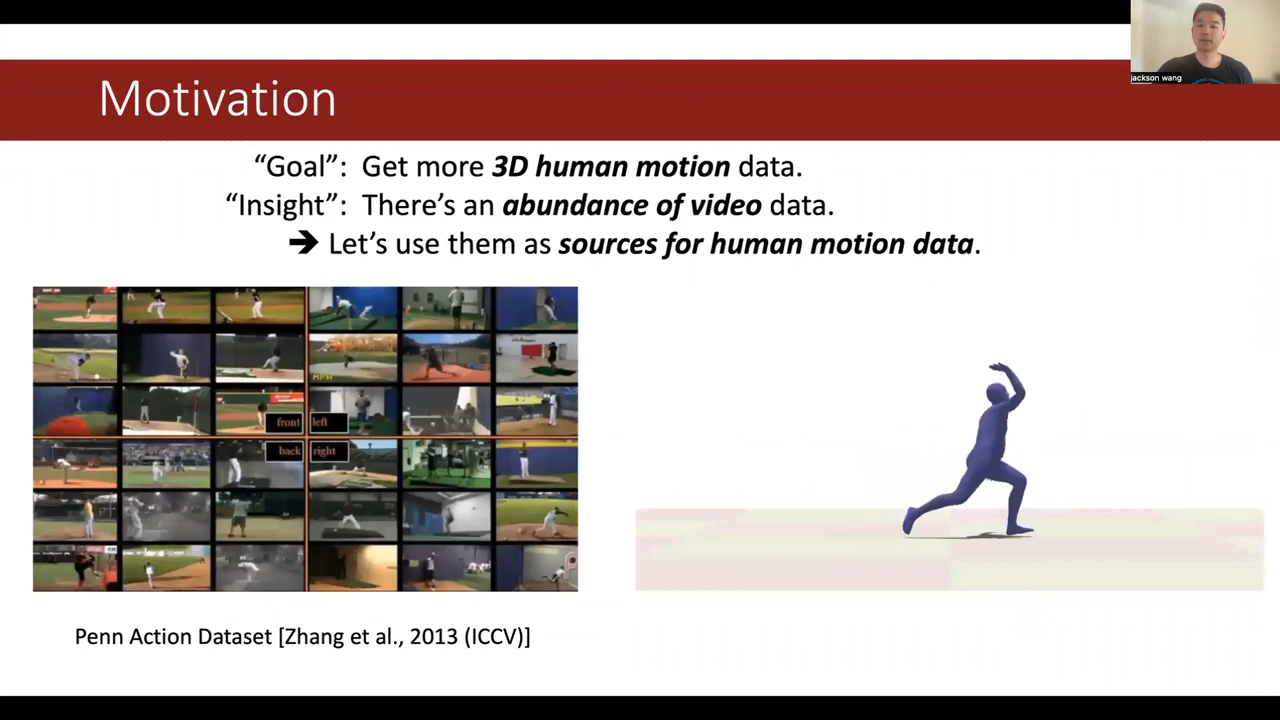 jackson wang
Motivation
“Goal”: Get more 3D human motion data.
“Insight”: There’s an abundance of video data.
➔ Let’s use them as sources for human motion data.
front left
back right
MPH
Penn Action Dataset [Zhang et al., 2013 (ICCV)]